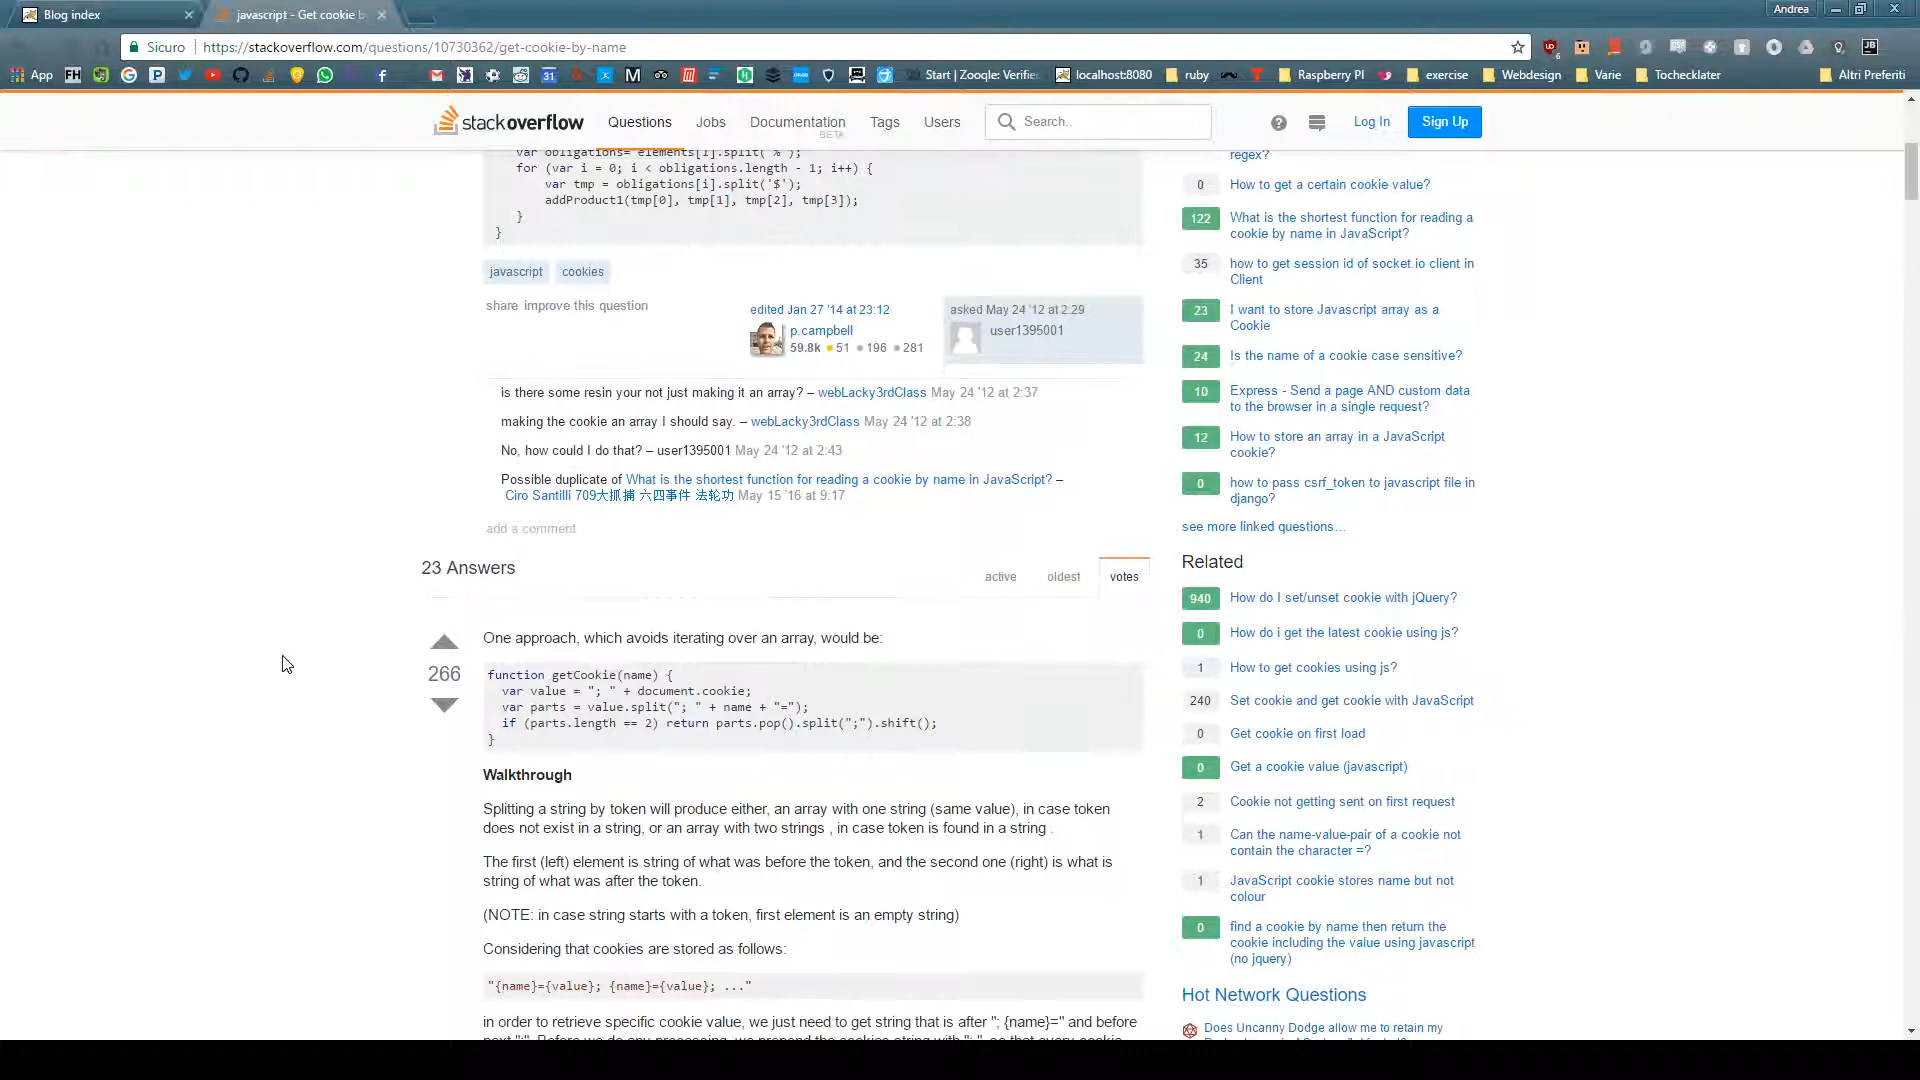 Blog index
javascript - Get cookie b
Andrea
Sicuro
https://stackoverflow.com/questions/10730362/get-cookie-by-name
App
Start | Zooqle: Verifie
localhost:8080
ruby
Raspberry PI
exercise
Webdesign
Varie
Tochecklater
Altri Preferiti
stackoverflow
Questions
Jobs
Documentation
BETA
Tags
Users
Search..
Log In
Sign Up
var obligations= elements[1].split('%');
for (var i = 0; i < obligations.length - 1; i++) {
var tmp = obligations[i].split('$');
addProduct1(tmp[0], tmp[1], tmp[2], tmp[3]);
}
}
javascript
cookies
share improve this question
edited Jan 27 '14 at 23:12
p.campbell
59.8k 51 196 281
asked May 24 '12 at 2:29
user1395001
is there some resin your not just making it an array? – webLacky3rdClass May 24 '12 at 2:37
making the cookie an array I should say. – webLacky3rdClass May 24 '12 at 2:38
No, how could I do that? – user1395001 May 24 '12 at 2:43
Possible duplicate of What is the shortest function for reading a cookie by name in JavaScript? –
Ciro Santilli 709大抓捕 六四事件 法轮功 May 15 '16 at 9:17
add a comment
23 Answers
active
oldest
votes
266
One approach, which avoids iterating over an array, would be:
function getCookie(name) {
var value = "; " + document.cookie;
var parts = value.split("; " + name + "=");
if (parts.length == 2) return parts.pop().split(";").shift();
}
Walkthrough
Splitting a string by token will produce either, an array with one string (same value), in case token
does not exist in a string, or an array with two strings , in case token is found in a string .
The first (left) element is string of what was before the token, and the second one (right) is what is
string of what was after the token.
(NOTE: in case string starts with a token, first element is an empty string)
Considering that cookies are stored as follows:
"{name}={value}; {name}={value}; ..."
in order to retrieve specific cookie value, we just need to get string that is after "; {name}=" and before
regex?
0 How to get a certain cookie value?
122 What is the shortest function for reading a
cookie by name in JavaScript?
35 how to get session id of socket.io client in
Client
23 I want to store Javascript array as a
Cookie
24 Is the name of a cookie case sensitive?
10 Express - Send a page AND custom data
to the browser in a single request?
12 How to store an array in a JavaScript
cookie?
0 how to pass csrf_token to javascript file in
django?
see more linked questions…
Related
940 How do I set/unset cookie with jQuery?
0 How do i get the latest cookie using js?
1 How to get cookies using js?
240 Set cookie and get cookie with JavaScript
0 Get cookie on first load
0 Get a cookie value (javascript)
2 Cookie not getting sent on first request
1 Can the name-value-pair of a cookie not
contain the character =?
1 JavaScript cookie stores name but not
colour
0 find a cookie by name then return the
cookie including the value using javascript
(no jquery)
Hot Network Questions
Does Uncanny Dodge allow me to retain my